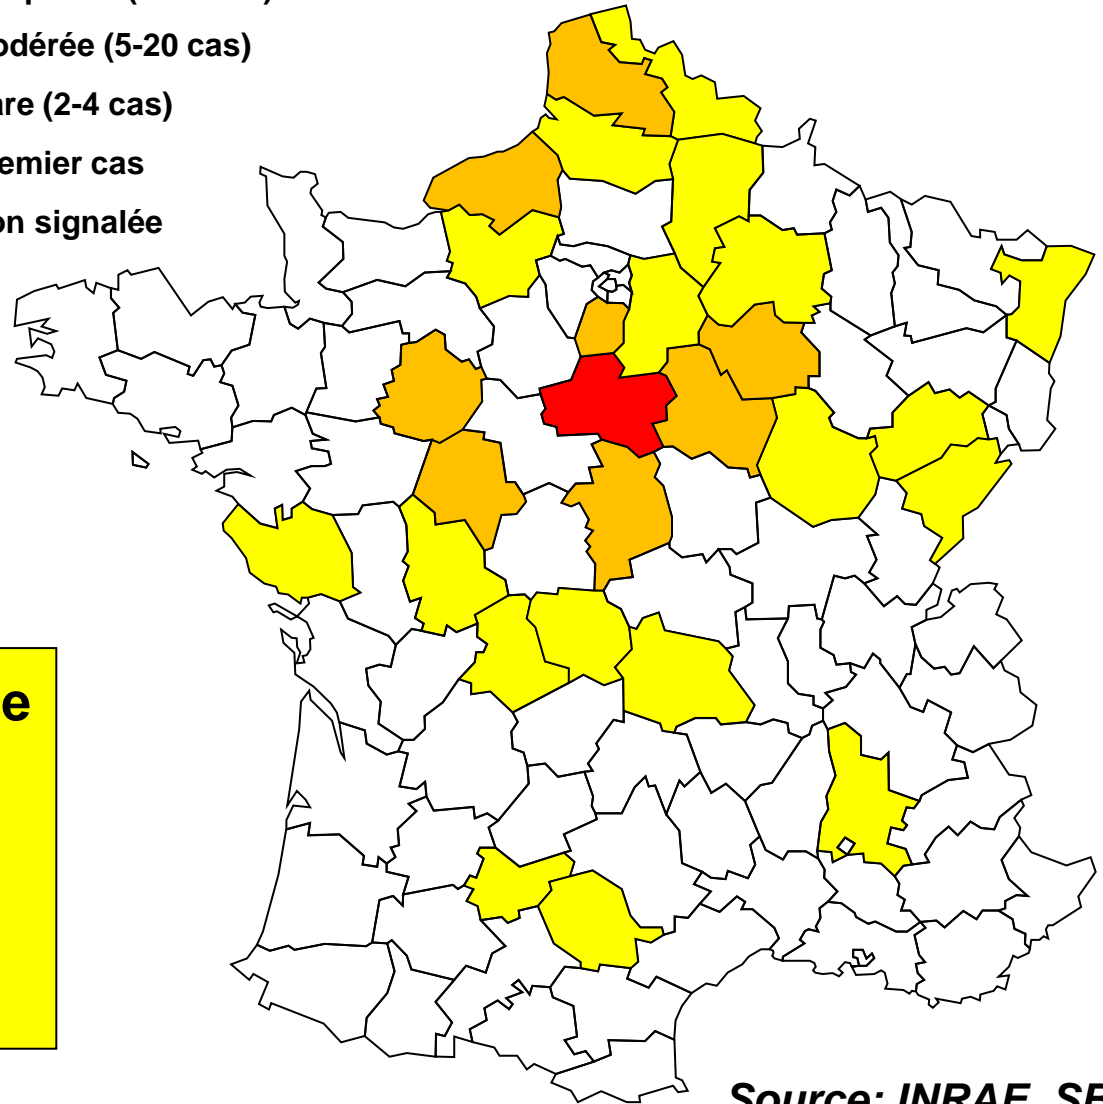 odérée (5-20 cas)
are (2-4 cas)
emier cas
on signalée
e
Source: INRAE, SE